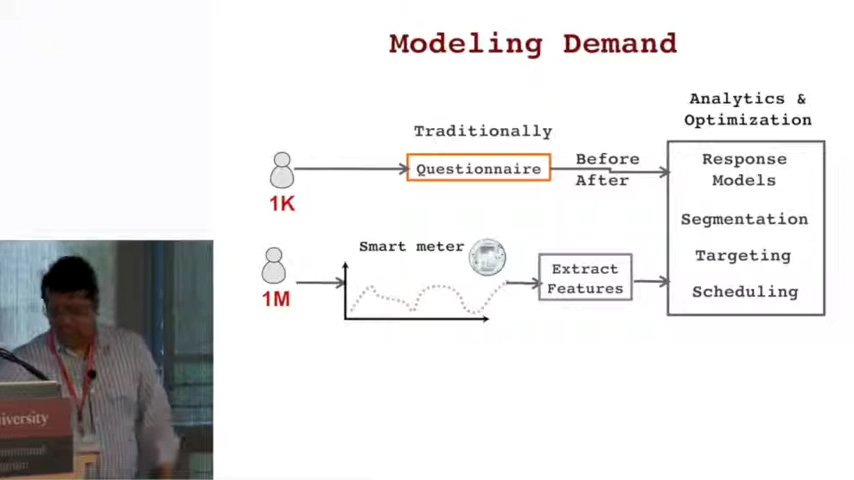 Modeling Demand
Analytics &
Optimization
Traditionally
Questionnaire
Before
After
Response
Models
1K
Segmentation
Smart meter
Targeting
Extract
Features
Scheduling
1M
iversity